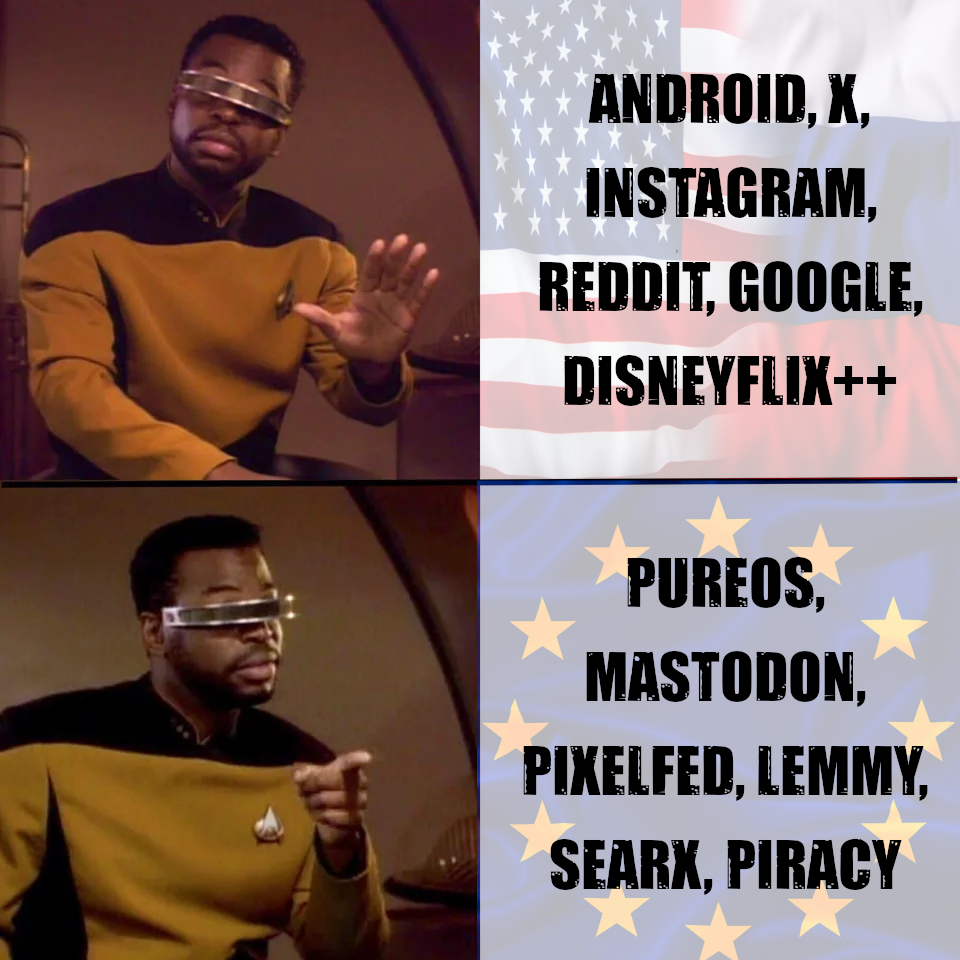 ANDROID, X,
INSTAGRAM,
REDDIT, GOOGLE,
DISNEYFLIX++
PUREOS,
MASTODON,
PIXELFED, LEMMY,
SEARX, PIRACY